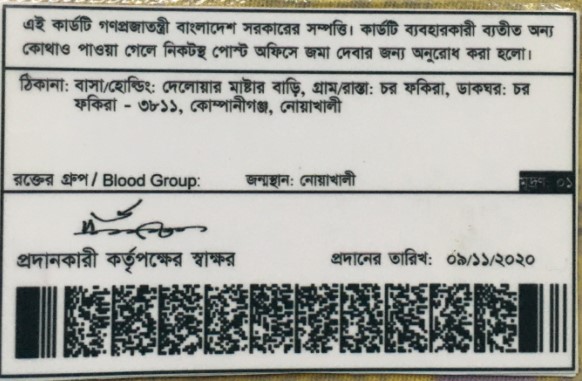 এই কার্ডটি গণপ্রজাতন্ত্রী বাংলাদেশ সরকারের সম্পত্তি। কার্ডটি ব্যবহারকারী ব্যতীত অন্য
কোথাও পাওয়া গেলে নিকটস্থ পোস্ট অফিসে জমা দেবার জন্য অনুরোধ করা হলো।
ঠিকানা: বাসা/হোল্ডিং: দেলোয়ার মাষ্টার বাড়ি, গ্রাম/রাস্তা: চর ফকিরা, ডাকঘর: চর
ফকিরা - ৩৮১১, কোম্পানীগঞ্জ, নোয়াখালী
রক্তের গ্রুপ / Blood Group: জন্মস্থান: নোয়াখালী মুদ্রণ: ০১
প্রদানকারী কর্তৃপক্ষের স্বাক্ষর প্রদানের তারিখ: ০৯/১১/২০২০